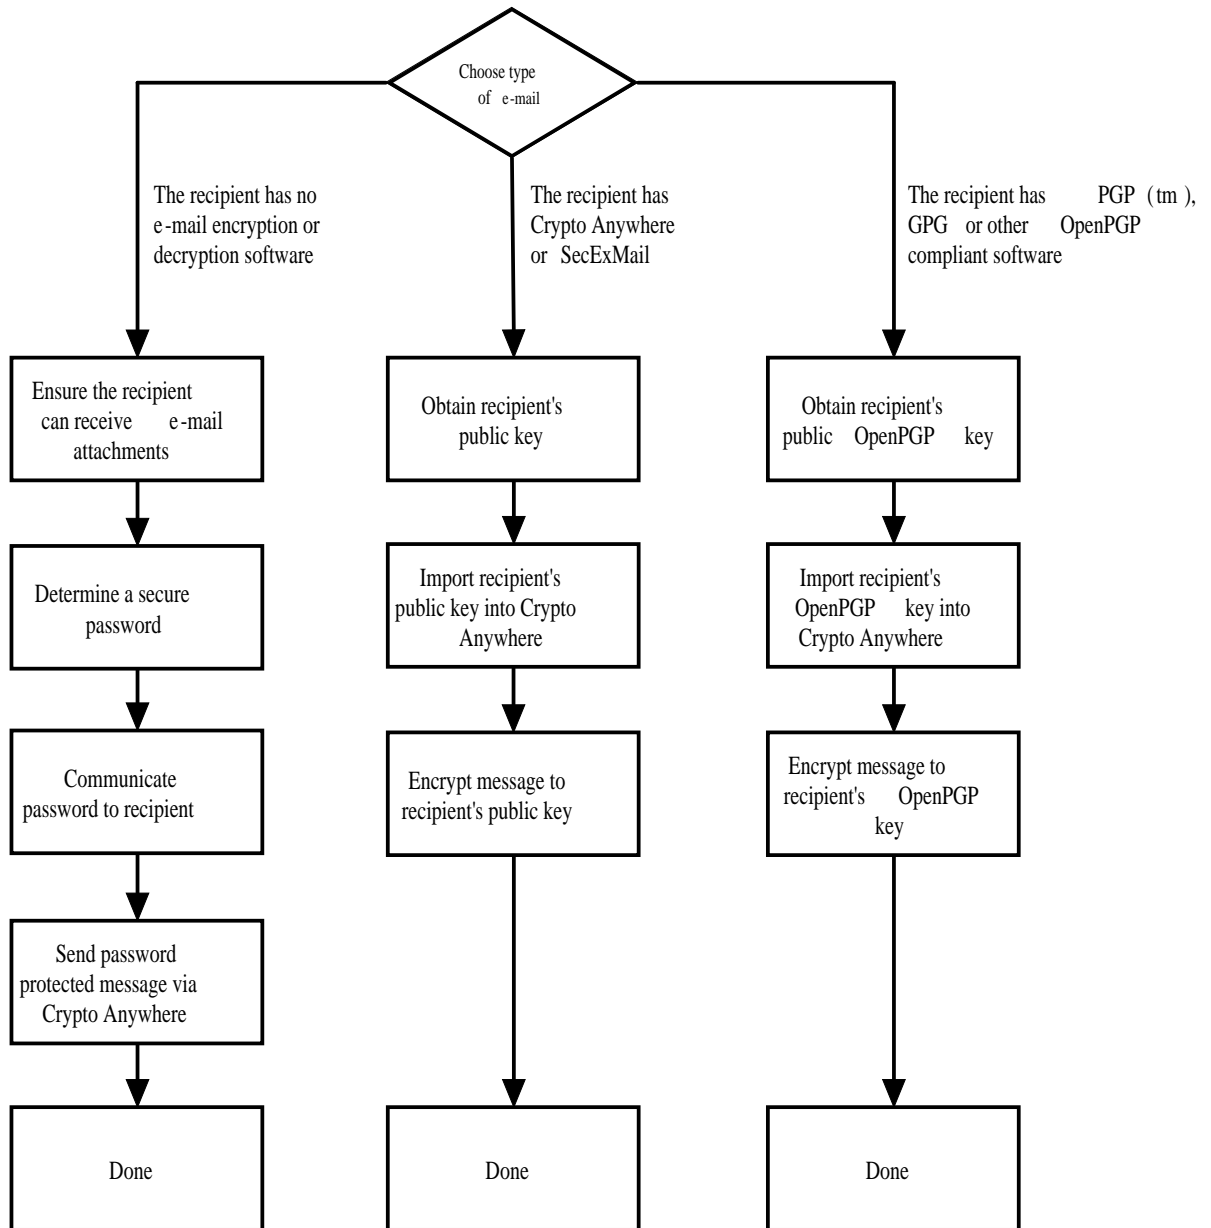 Choose type
of e-mail
The recipient has no
e-mail encryption or
decryption software
The recipient has
Crypto Anywhere
or SecExMail
The recipient has PGP (tm),
GPG or other OpenPGP
compliant software
Ensure the recipient
can receive e-mail
attachments
Obtain recipient's
public key
Obtain recipient's
public OpenPGP key
Determine a secure
password
Import recipient's
public key into Crypto
Anywhere
Import recipient's
OpenPGP key into
Crypto Anywhere
Communicate
password to recipient
Encrypt message to
recipient's public key
Encrypt message to
recipient's OpenPGP
key
Send password
protected message via
Crypto Anywhere
Done
Done
Done